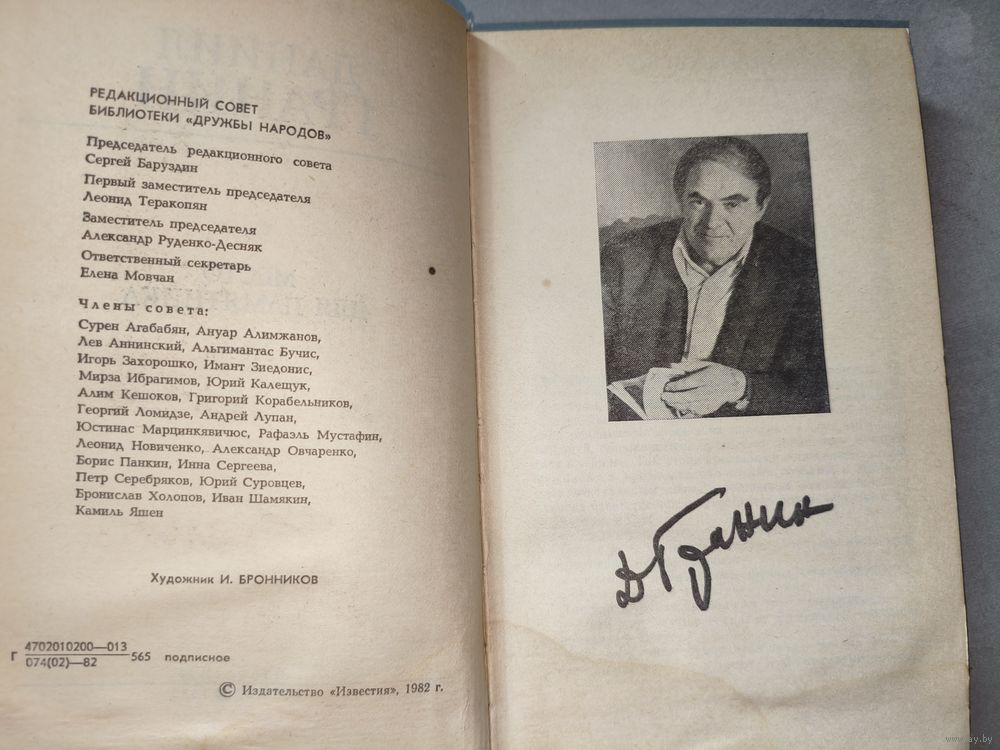 РЕДАКЦИОННЫЙ СОВЕТ
БИБЛИОТЕКИ «ДРУЖБЫ НАРОДОВ»
Председатель редакционного совета
Сергей Баруздин
Первый заместитель председателя
Леонид Теракопян
Заместитель председателя
Александр Руденко-Десняк
Ответственный секретарь
Елена Мовчан
Члены совета:
Сурен Агабабян, Ануар Алимжанов,
Лев Аннинский, Альгимантас Бучис,
Игорь Захорошко, Имант Зиедонис,
Мирза Ибрагимов, Юрий Калещук,
Алим Кешоков, Григорий Корабельников,
Георгий Ломидзе, Андрей Лупан,
Юстинас Марцинкявичюс, Рафаэль Мустафин,
Леонид Новиченко, Александр Овчаренко,
Борис Панкин, Инна Сергеева,
Петр Серебряков, Юрий Суровцев,
Бронислав Холопов, Иван Шамякин,
Камиль Яшен
Художник И. БРОННИКОВ
Г 4702010200—013
074(02)—82 565 подписное
© Издательство «Известия», 1982 г.
Д Гранин
www.ay.by